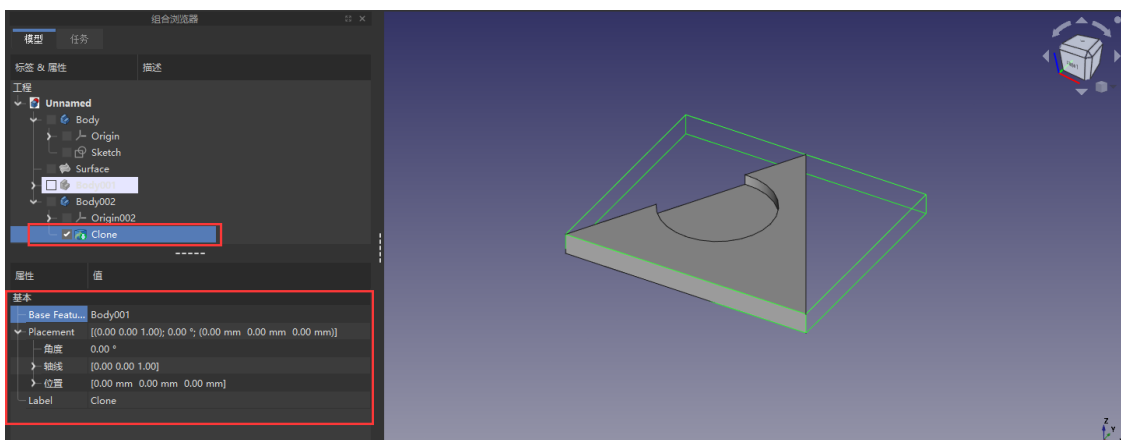 组合浏览器
模型 任务
标签 & 属性 描述
工程
Unnamed
Body
Origin
Sketch
Surface
Body001
Body002
Origin002
Clone
属性 值
基本
Base Featu... Body001
Placement [(0.00 0.00 1.00); 0.00 °; (0.00 mm 0.00 mm 0.00 mm)]
角度 0.00 °
轴线 [0.00 0.00 1.00]
位置 [0.00 mm 0.00 mm 0.00 mm]
Label Clone
Z
Y